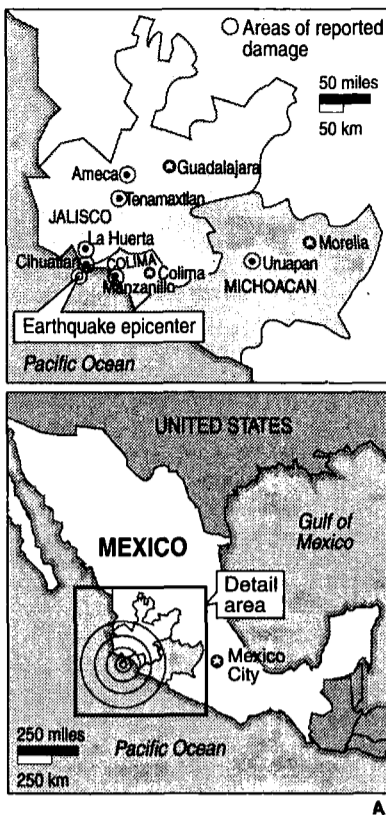 Areas of reported
damage
50 miles
50 km
Ameca
Guadalajara
Tenamaxtlan
JALISCO
La Huerta
Cihuatlan
COLIMA
Colima
Manzanillo
Morelia
Uruapan
MICHOACAN
Earthquake epicenter
Pacific Ocean
UNITED STATES
Gulf of
Mexico
MEXICO
Detail
area
Mexico
City
250 miles
250 km
Pacific Ocean
A